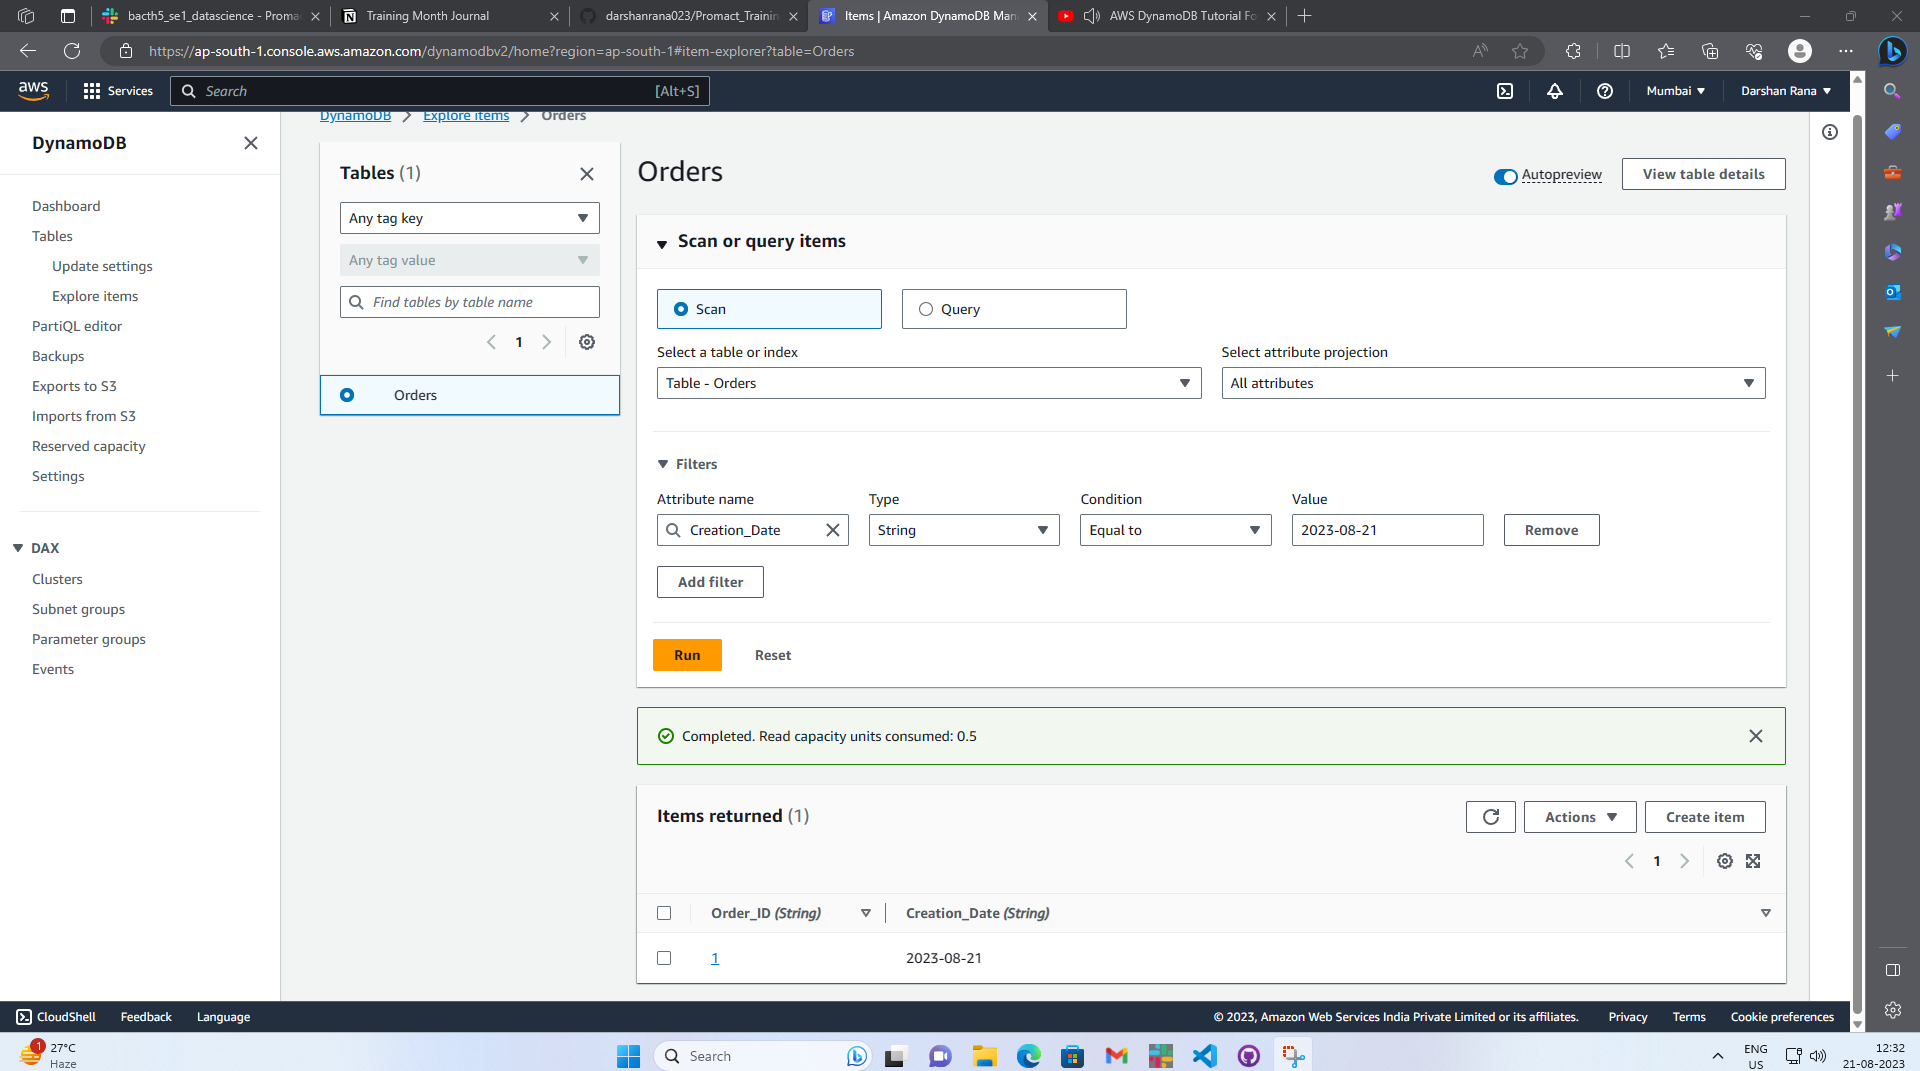 bacth5_se1_datascience - Promac
Training Month Journal
darshanrana023/Promact_Trainin
Items | Amazon DynamoDB Man
AWS DynamoDB Tutorial Fo
https://ap-south-1.console.aws.amazon.com/dynamodbv2/home?region=ap-south-1#item-explorer?table=Orders
aws
Services
Search
[Alt+S]
Mumbai
Darshan Rana
DynamoDB
Dashboard
Tables
Update settings
Explore items
PartiQL editor
Backups
Exports to S3
Imports from S3
Reserved capacity
Settings
DAX
Clusters
Subnet groups
Parameter groups
Events
DynamoDB > Explore items > Orders
Tables (1)
Any tag key
Any tag value
Find tables by table name
1
Orders
Orders
Autopreview
View table details
Scan or query items
Scan
Query
Select a table or index
Table - Orders
Select attribute projection
All attributes
Filters
Attribute name Type Condition Value
Creation_Date String Equal to 2023-08-21 Remove
Add filter
Run Reset
Completed. Read capacity units consumed: 0.5
Items returned (1)
Actions
Create item
1
Order_ID (String) Creation_Date (String)
1 2023-08-21
CloudShell Feedback Language
© 2023, Amazon Web Services India Private Limited or its affiliates. Privacy Terms Cookie preferences
1
27°C
Haze
Search
ENG
US
12:32
21-08-2023